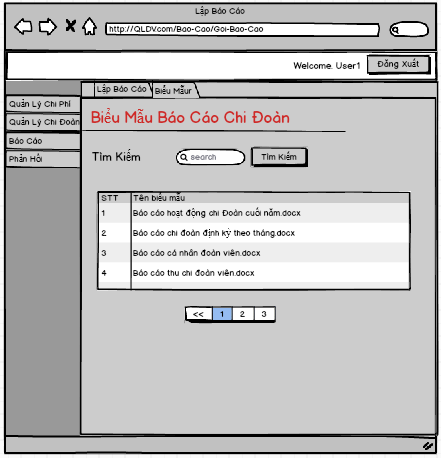 Lập Báo Cáo
http://QLDV.com/Bao-Cao/Goi-Bao-Cao
Welcome. User1
Đăng Xuất
Quản Lý Chi Phí
Quản Lý Chi Đoàn
Báo Cáo
Phản Hồi
Lập Báo Cáo
Biểu Mẫur
Biểu Mẫu Báo Cáo Chi Đoàn
Tìm Kiếm
search
Tìm Kiếm
STT Tên biểu mẫu
1 Báo cáo hoạt động chi Đoàn cuối năm.docx
2 Báo cáo chi đoàn định kỳ theo tháng.docx
3 Báo cáo cá nhân đoàn viên.docx
4 Báo cáo thu chi đoàn viên.docx
<< 1 2 3